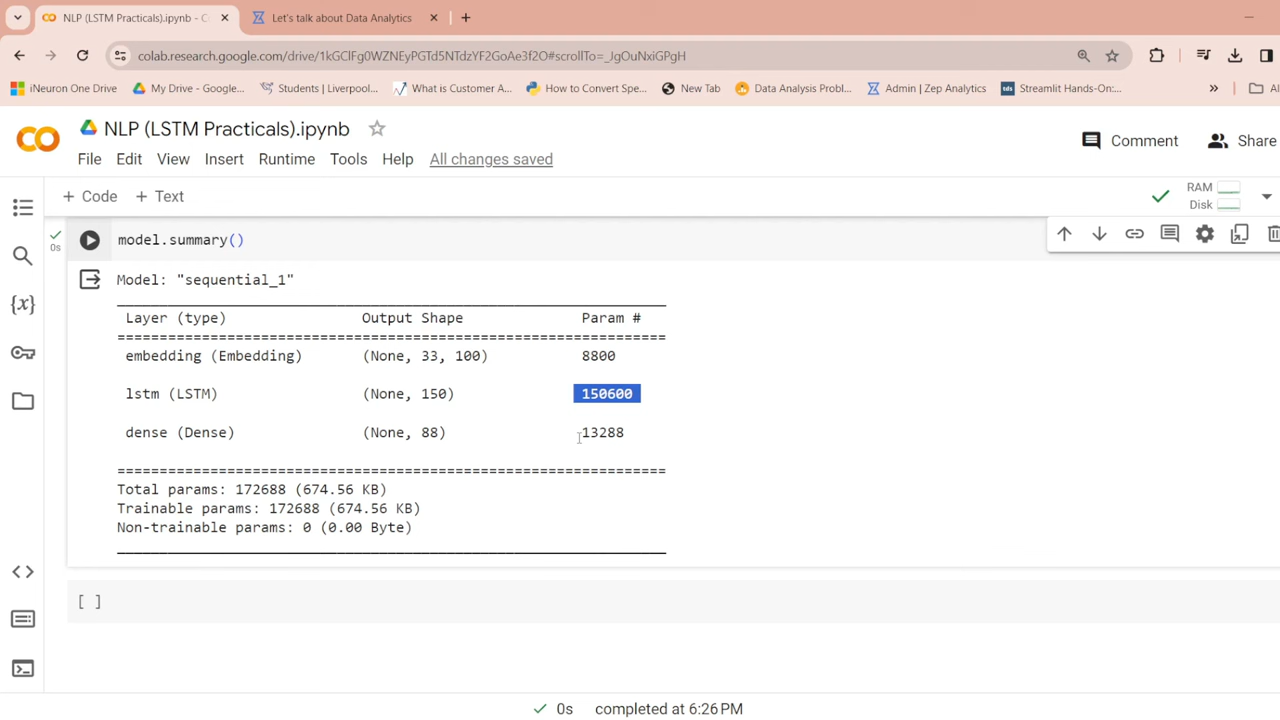 NLP (LSTM Practicals).ipynb - C
Let's talk about Data Analytics
colab.research.google.com/drive/1kGClFg0WZNEyPGTd5NTdzYF2GoAe3f2O#scrollTo=_JgOuNxiGPgH
iNeuron One Drive
My Drive - Google...
Students | Liverpool...
What is Customer A...
How to Convert Spe...
New Tab
Data Analysis Probl...
Admin | Zep Analytics
tds
Streamlit Hands-On:...
»
Al
NLP (LSTM Practicals).ipynb
Comment
Share
File Edit View Insert Runtime Tools Help All changes saved
+ Code + Text
RAM
Disk
0s
model.summary()
Model: "sequential_1"
Layer (type) Output Shape Param #
=================================================================
embedding (Embedding) (None, 33, 100) 8800
lstm (LSTM) (None, 150) 150600
dense (Dense) (None, 88) 13288
=================================================================
Total params: 172688 (674.56 KB)
Trainable params: 172688 (674.56 KB)
Non-trainable params: 0 (0.00 Byte)
[ ]
0s completed at 6:26 PM